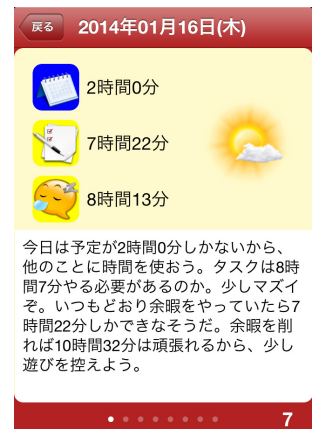 戻る
2014年01月16日(木)
2時間0分
7時間22分
8時間13分
今日は予定が2時間0分しかないから、
他のことに時間を使おう。タスクは8時
間7分やる必要があるのか。少しマズイ
ぞ。いつもどおり余暇をやっていたら7
時間22分しかできなそうだ。余暇を削
れば10時間32分は頑張れるから、少し
遊びを控えよう。
7